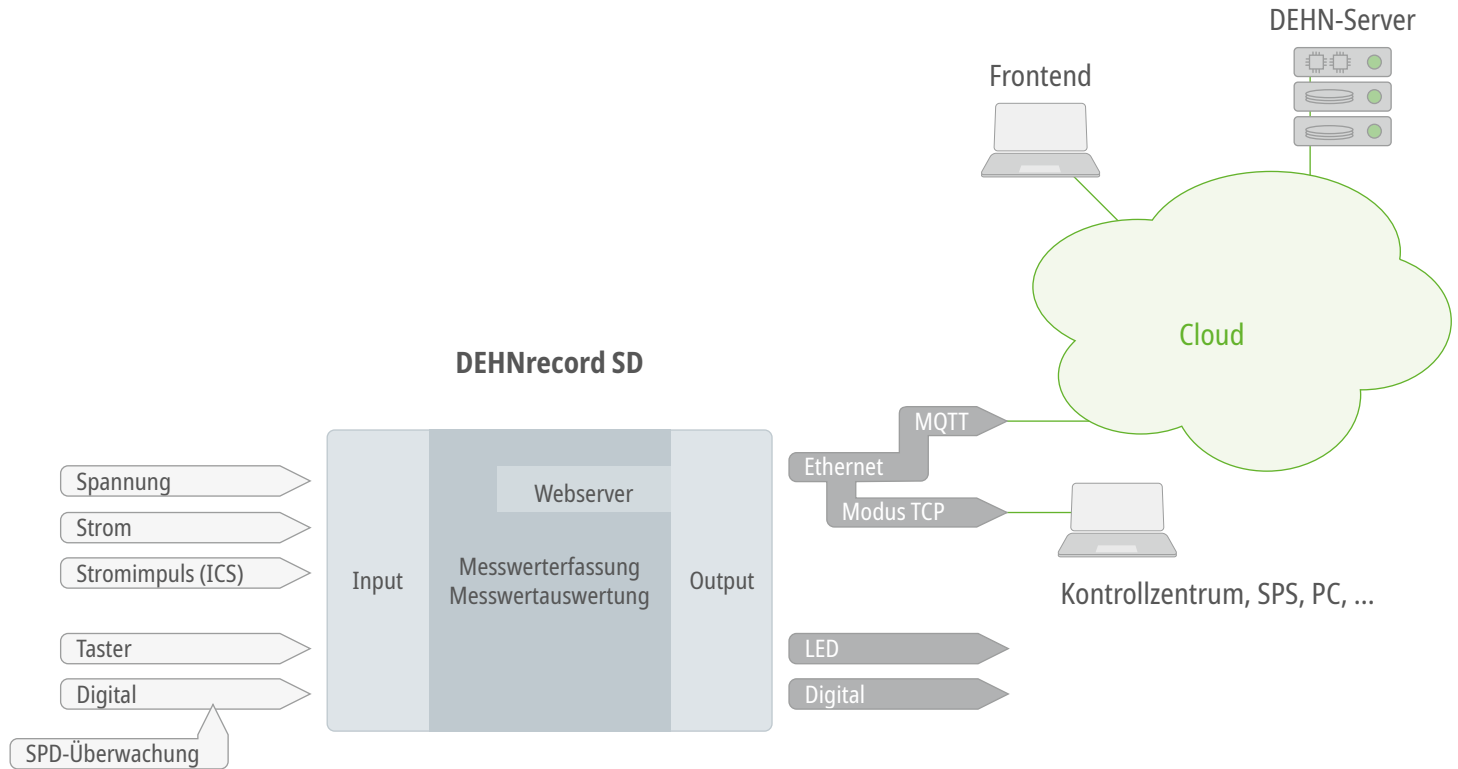 DEHN-Server
Frontend
Cloud
DEHNrecord SD
MQTT
Ethernet
Modus TCP
Kontrollzentrum, SPS, PC, ...
Spannung
Strom
Stromimpuls (ICS)
Taster
Digital
SPD-Überwachung
Input
Webserver
Messwerterfassung
Messwertauswertung
Output
LED
Digital